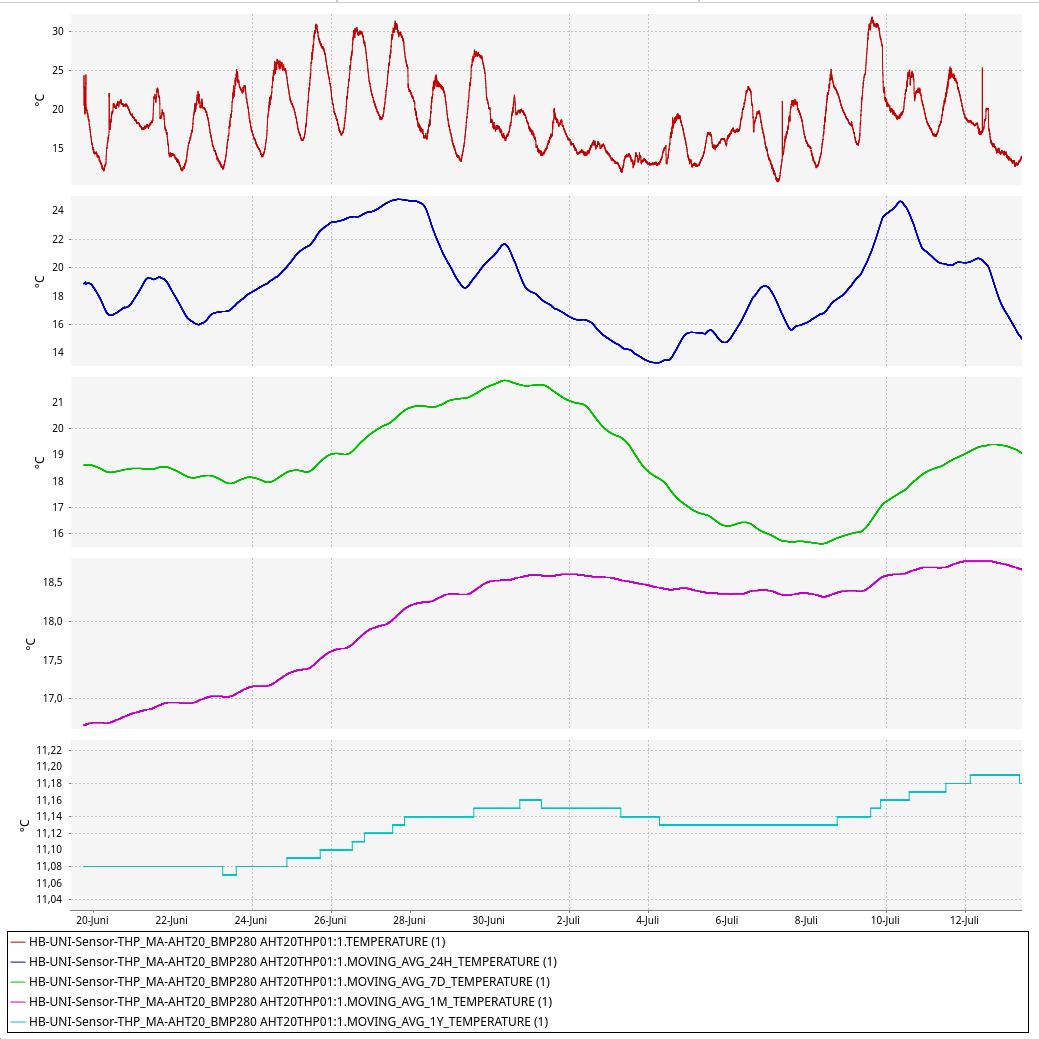 30
25
20
15
°C
24
22
20
18
16
14
°C
21
20
19
18
17
16
°C
18,5
18,0
17,5
17,0
°C
11,22
11,20
11,18
11,16
11,14
11,12
11,10
11,08
11,06
11,04
°C
20-Juni 22-Juni 24-Juni 26-Juni 28-Juni 30-Juni 2-Juli 4-Juli 6-Juli 8-Juli 10-Juli 12-Juli
HB-UNI-Sensor-THP_MA-AHT20_BMP280 AHT20THP01:1.TEMPERATURE (1)
HB-UNI-Sensor-THP_MA-AHT20_BMP280 AHT20THP01:1.MOVING_AVG_24H_TEMPERATURE (1)
HB-UNI-Sensor-THP_MA-AHT20_BMP280 AHT20THP01:1.MOVING_AVG_7D_TEMPERATURE (1)
HB-UNI-Sensor-THP_MA-AHT20_BMP280 AHT20THP01:1.MOVING_AVG_1M_TEMPERATURE (1)
HB-UNI-Sensor-THP_MA-AHT20_BMP280 AHT20THP01:1.MOVING_AVG_1Y_TEMPERATURE (1)